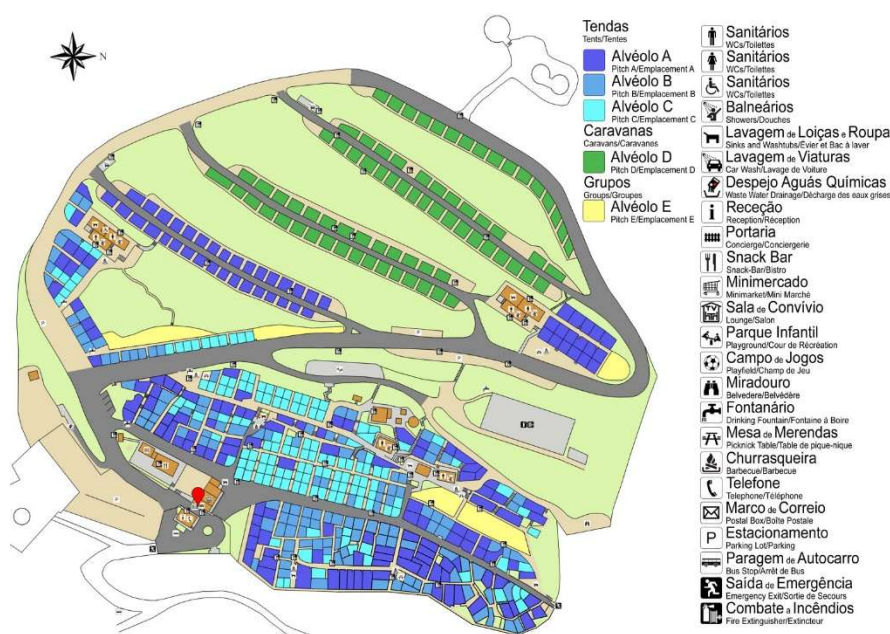 N
Tendas
Tents/Tentes
Alvéolo A
Pitch A/Emplacement A
Alvéolo B
Pitch B/Emplacement B
Alvéolo C
Pitch C/Emplacement C
Caravanas
Caravans/Caravanes
Alvéolo D
Pitch D/Emplacement D
Grupos
Groups/Groupes
Alvéolo E
Pitch E/Emplacement E
Sanitários
WCs/Toilettes
Sanitários
WCs/Toilettes
Sanitários
WCs/Toilettes
Balneários
Showers/Douches
Lavagem de Loiças e Roupa
Sinks and Washtubs/Évier et Bac à laver
Lavagem de Viaturas
Car Wash/Lavage de Voiture
Despejo Aguás Químicas
Waste Water Drainage/Décharge des eaux grises
i
Receção
Reception/Réception
Portaria
Concierge/Conciergerie
Snack Bar
Snack-Bar/Bistro
Minimercado
Minimarket/Mini Marché
Sala de Convívio
Lounge/Salon
Parque Infantil
Playground/Cour de Récréation
Campo de Jogos
Playfield/Champ de Jeu
Miradouro
Belvedere/Belvédère
Fontanário
Drinking Fountain/Fontaine à Boire
Mesa de Merendas
Picknick Table/Table de pique-nique
Churrasqueira
Barbecue/Barbecue
Telefone
Telephone/Téléphone
Marco de Correio
Postal Box/Boîte Postale
P
Estacionamento
Parking Lot/Parking
Paragem de Autocarro
Bus Stop/Arrêt de Bus
Saída de Emergência
Emergency Exit/Sortie de Secours
Combate a Incêndios
Fire Extinguisher/Extincteur